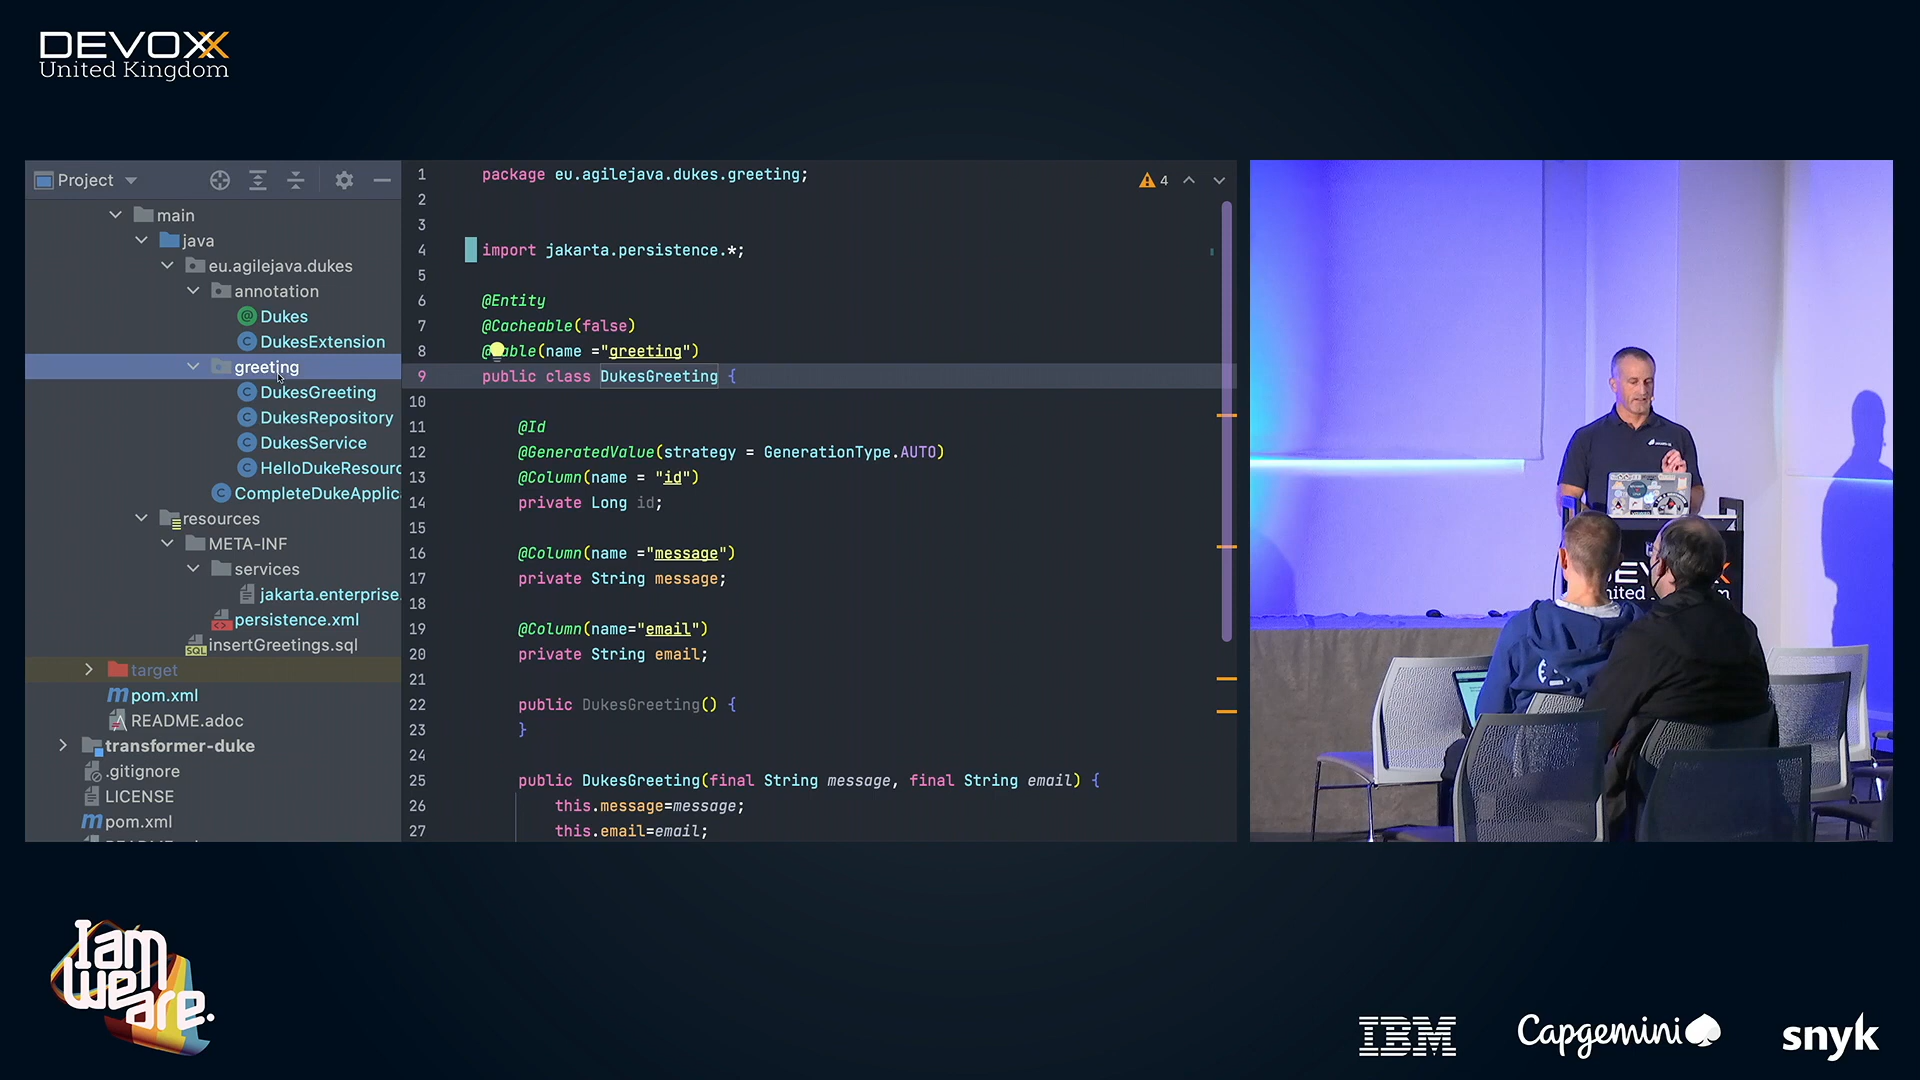 DEVOXX
United Kingdom
Project
main
java
eu.agilejava.dukes
annotation
Dukes
DukesExtension
greeting
DukesGreeting
DukesRepository
DukesService
HelloDukeResourc
CompleteDukeApplica
resources
META-INF
services
jakarta.enterprise.
persistence.xml
insertGreetings.sql
target
pom.xml
README.adoc
transformer-duke
.gitignore
LICENSE
pom.xml
4
1 package eu.agilejava.dukes.greeting;
2
3
4 import jakarta.persistence.*;
5
6 @Entity
7 @Cacheable(false)
8 @Table(name ="greeting")
9 public class DukesGreeting {
10
11 @Id
12 @GeneratedValue(strategy = GenerationType.AUTO)
13 @Column(name = "id")
14 private Long id;
15
16 @Column(name ="message")
17 private String message;
18
19 @Column(name="email")
20 private String email;
21
22 public DukesGreeting() {
23 }
24
25 public DukesGreeting(final String message, final String email) {
26 this.message=message;
27 this.email=email;
I am
we
are.
IBM
Capgemini
snyk